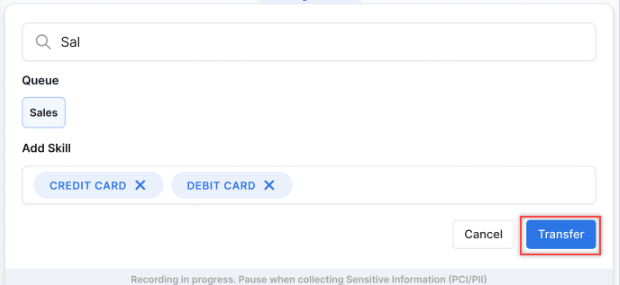 Sal
Queue
Sales
Add Skill
CREDIT CARD DEBIT CARD
Cancel Transfer
Recording in progress. Pause when collecting Sensitive Information (PCI/PII)